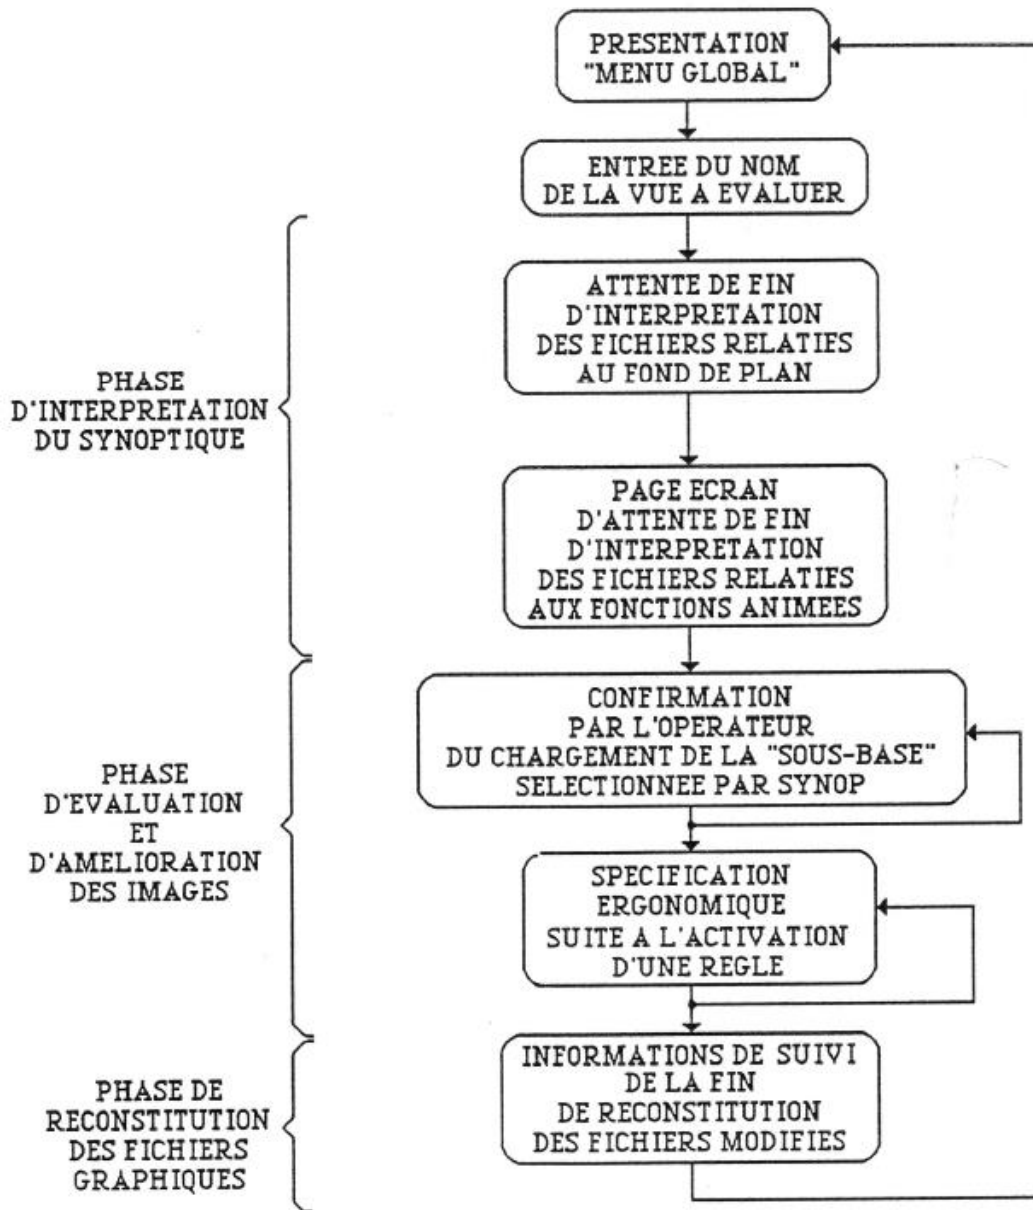 PRESENTATION
"MENU GLOBAL"
ENTREE DU NOM
DE LA VUE A EVALUER
ATTENTE DE FIN
D'INTERPRETATION
DES FICHIERS RELATIFS
AU FOND DE PLAN
PHASE
D'INTERPRETATION
DU SYNOPTIQUE
PAGE ECRAN
D'ATTENTE DE FIN
D'INTERPRETATION
DES FICHIERS RELATIFS
AUX FONCTIONS ANIMEES
CONFIRMATION
PAR L'OPERATEUR
DU CHARGEMENT DE LA "SOUS-BASE"
SELECTIONNEE PAR SYNOP
PHASE
D'EVALUATION
ET
D'AMELIORATION
DES IMAGES
SPECIFICATION
ERGONOMIQUE
SUITE A L'ACTIVATION
D'UNE REGLE
INFORMATIONS DE SUIVI
DE LA FIN
DE RECONSTITUTION
DES FICHIERS MODIFIES
PHASE DE
RECONSTITUTION
DES FICHIERS
GRAPHIQUES